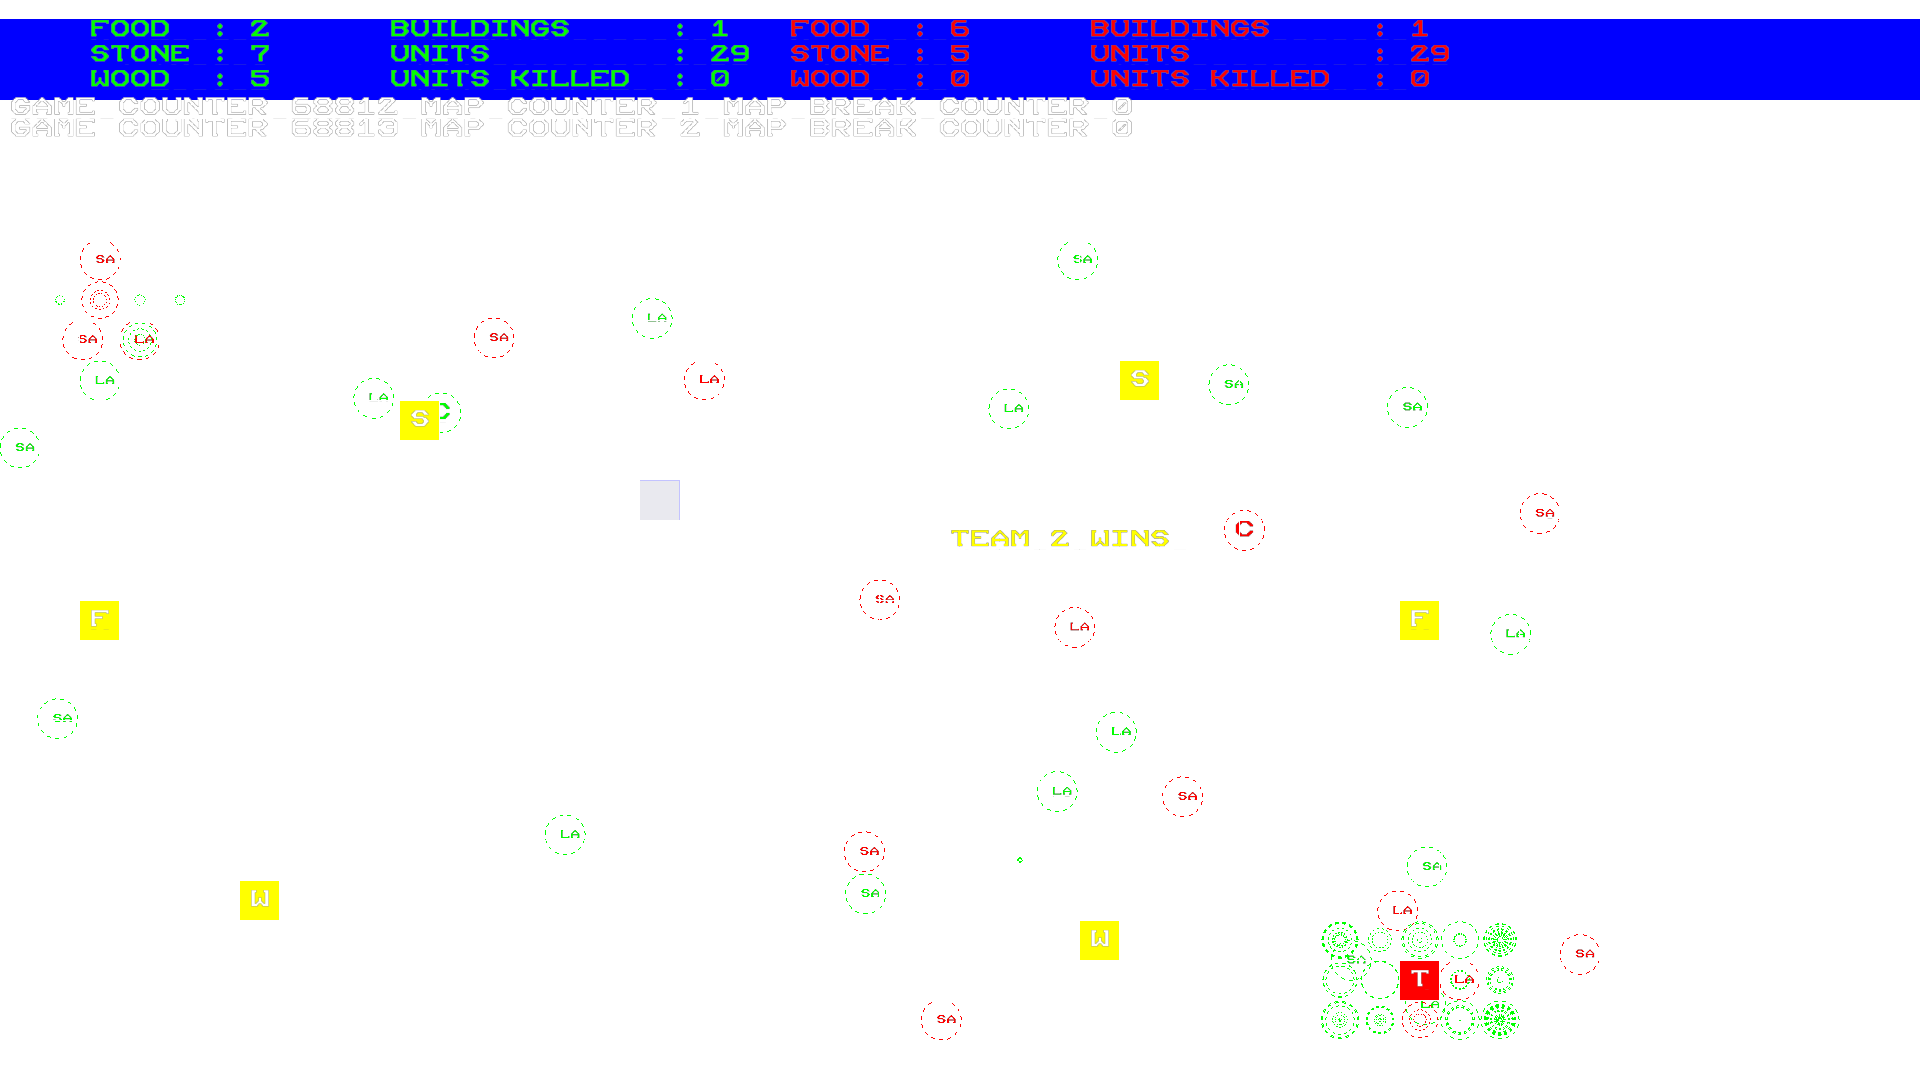 FOOD : 2 BUILDINGS : 1 FOOD : 6 BUILDINGS : 1
STONE : 7 UNITS : 29 STONE : 5 UNITS : 29
WOOD : 5 UNITS KILLED : 0 WOOD : 0 UNITS KILLED : 0
GAME COUNTER 68812 MAP COUNTER 1 MAP BREAK COUNTER 0
GAME COUNTER 68813 MAP COUNTER 2 MAP BREAK COUNTER 0
SA SA
LA
SA LA SA
LA LA S SA
LA S C LA SA
SA
SA
C
TEAM 2 WINS
SA
F LA F LA
SA LA
LA SA
LA
SA SA
W SA LA
W SA SA
T LA
LA
SA